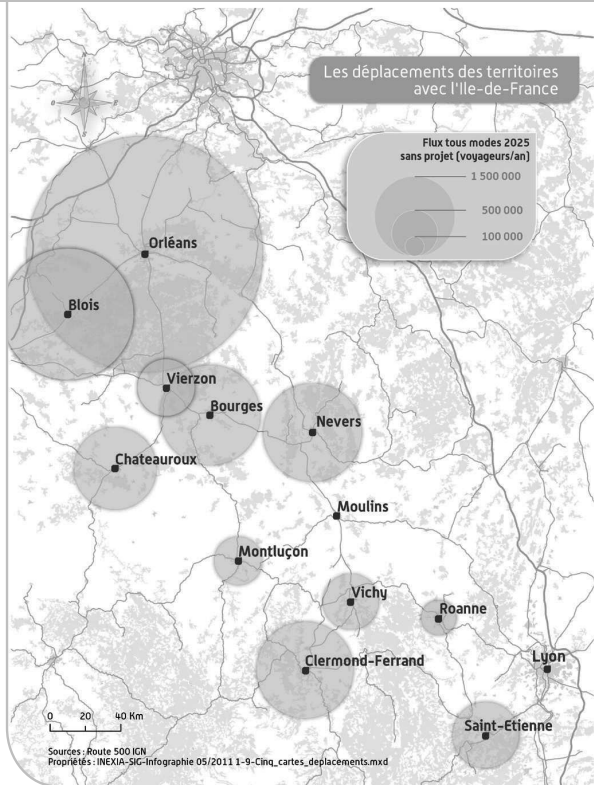 Les déplacements des territoires
avec l'Ile-de-France
Flux tous modes 2025
sans projet (voyageurs/an)
1 500 000
500 000
100 000
N
O
E
S
Orléans
Blois
Vierzon
Bourges
Nevers
Chateauroux
Moulins
Montluçon
Vichy
Roanne
Clermond-Ferrand
Lyon
Saint-Etienne
0 20 40 Km
Sources : Route 500 IGN
Propriétés : INEXIA-SIG-Infographie 05/2011 1-9-Cinq_cartes_deplacements.mxd